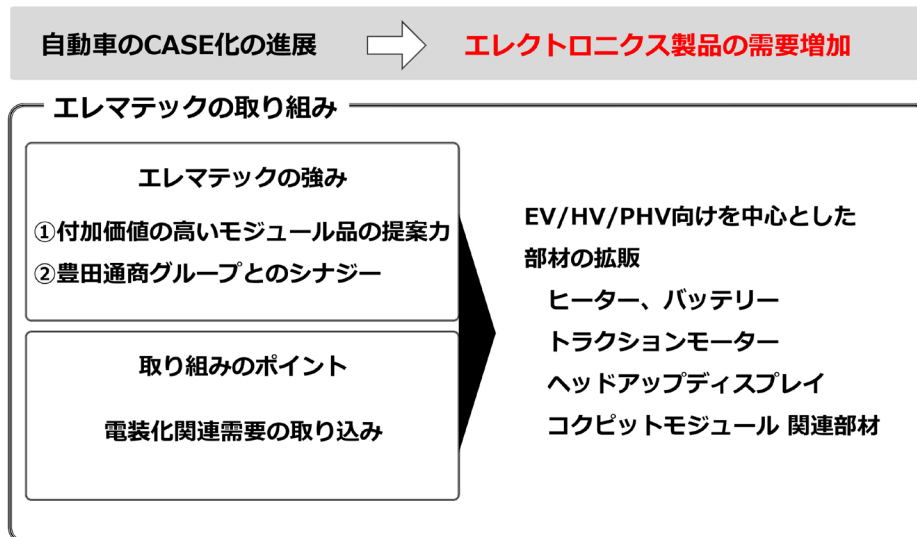 自動車のCASE化の進展
エレクトロニクス製品の需要増加
エレマテックの取り組み
エレマテックの強み
①付加価値の高いモジュール品の提案力
②豊田通商グループとのシナジー
取り組みのポイント
電装化関連需要の取り込み
EV/HV/PHV向けを中心とした
部材の拡販
ヒーター、バッテリー
トラクションモーター
ヘッドアップディスプレイ
コクピットモジュール 関連部材